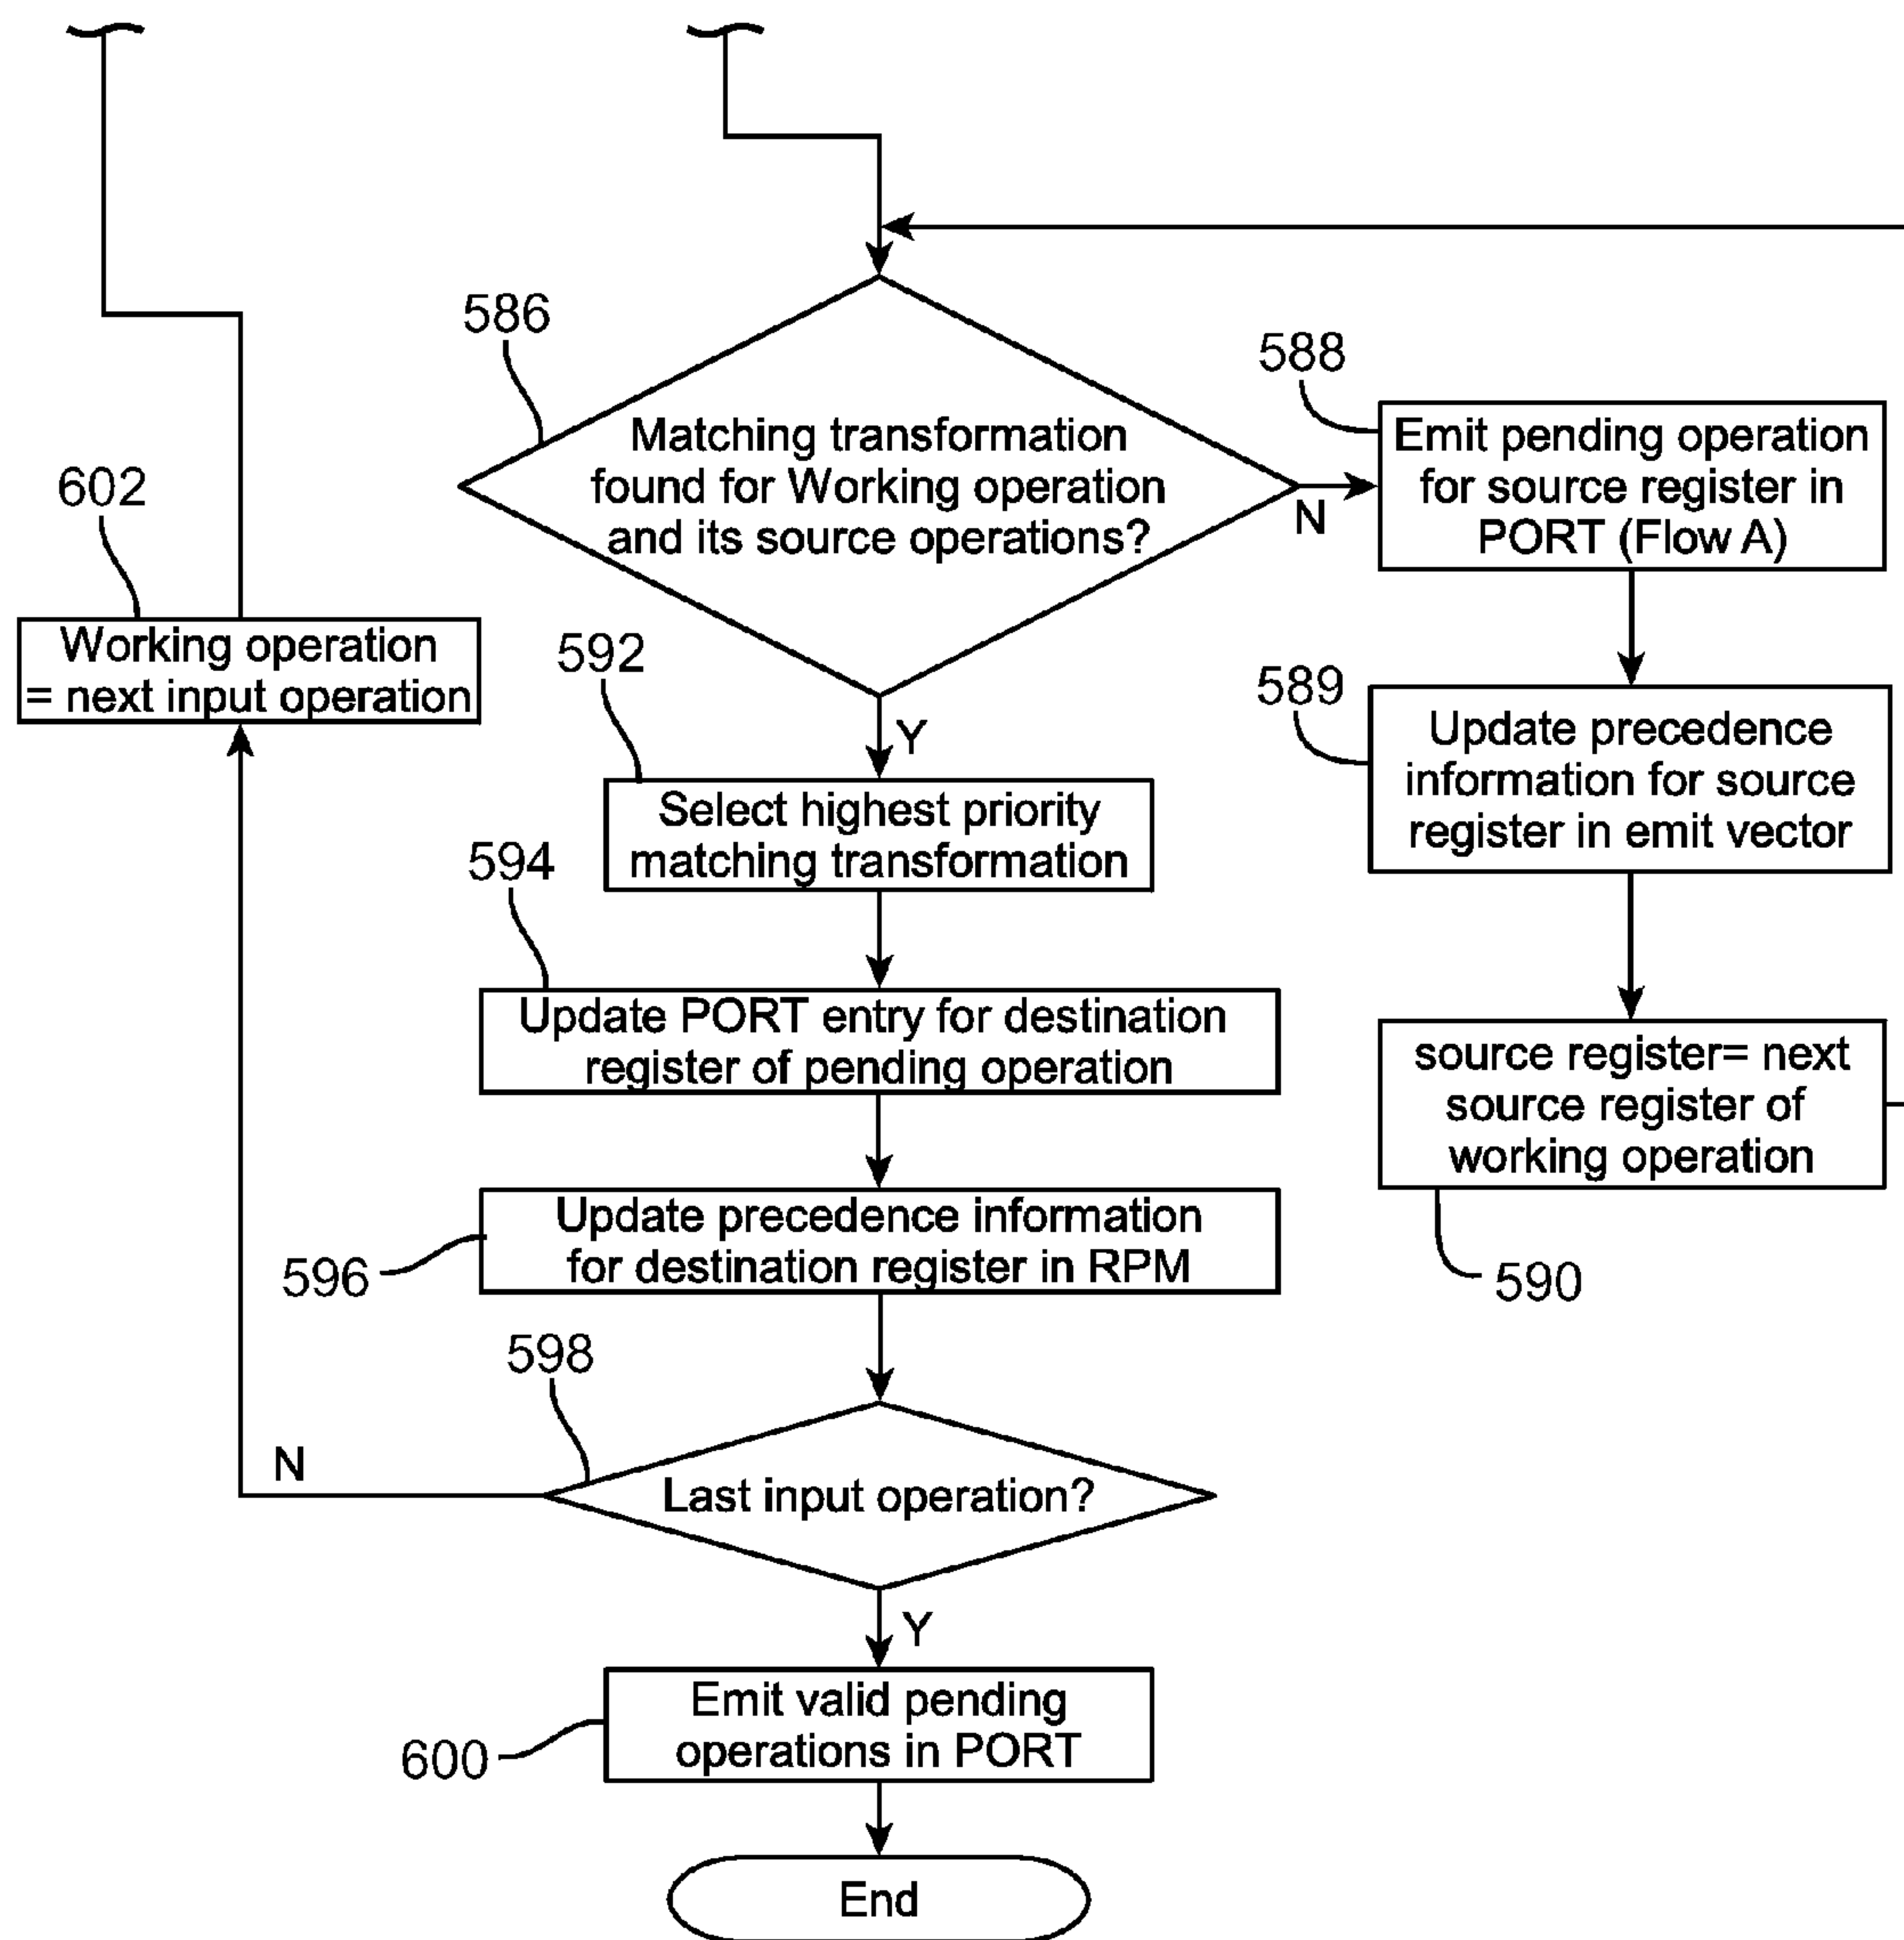 586
Matching transformation
found for Working operation
and its source operations?
N
588
Emit pending operation
for source register in
PORT (Flow A)
602
Working operation
= next input operation
592
Y
Select highest priority
matching transformation
589
Update precedence
information for source
register in emit vector
594
Update PORT entry for destination
register of pending operation
source register= next
source register of
working operation
590
596
Update precedence information
for destination register in RPM
598
N
Last input operation?
Y
600
Emit valid pending
operations in PORT
End